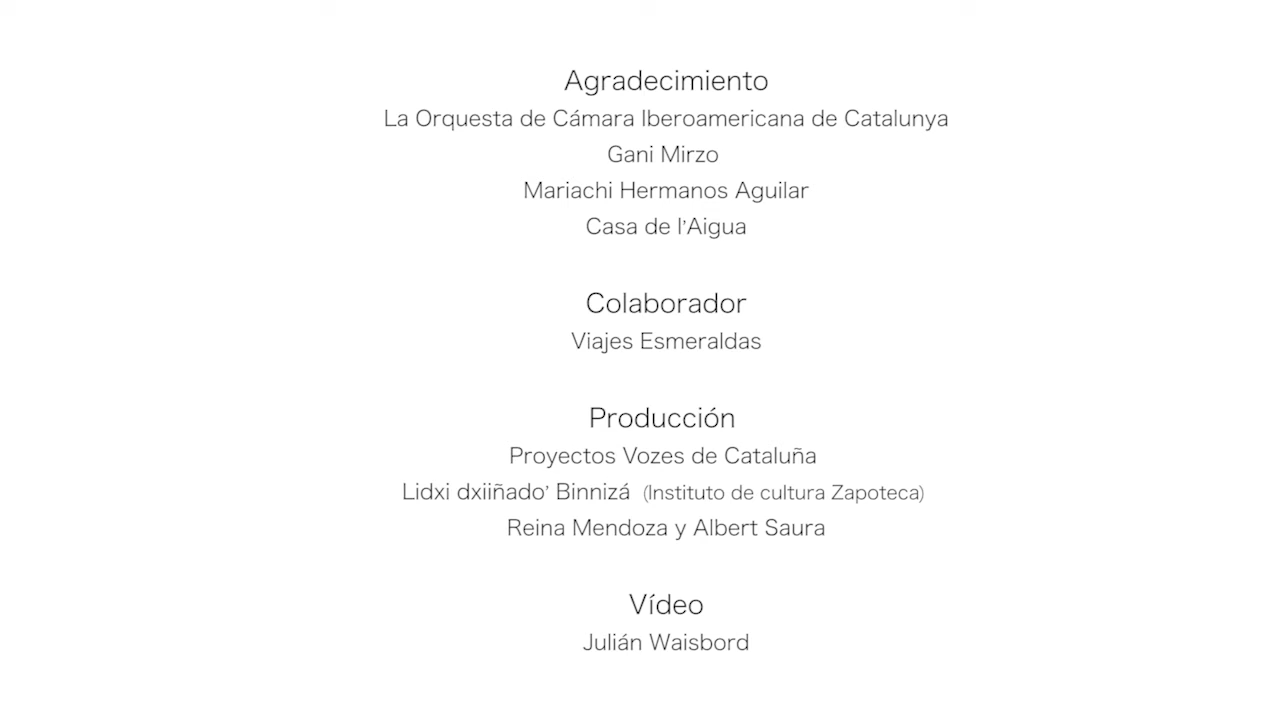 Agradecimiento
La Orquesta de Cámara Iberoamericana de Catalunya
Gani Mirzo
Mariachi Hermanos Aguilar
Casa de l’Aigua
Colaborador
Viajes Esmeraldas
Producción
Proyectos Vozes de Cataluña
Lidxi dxiiñado’ Binnizá (Instituto de cultura Zapoteca)
Reina Mendoza y Albert Saura
Vídeo
Julián Waisbord